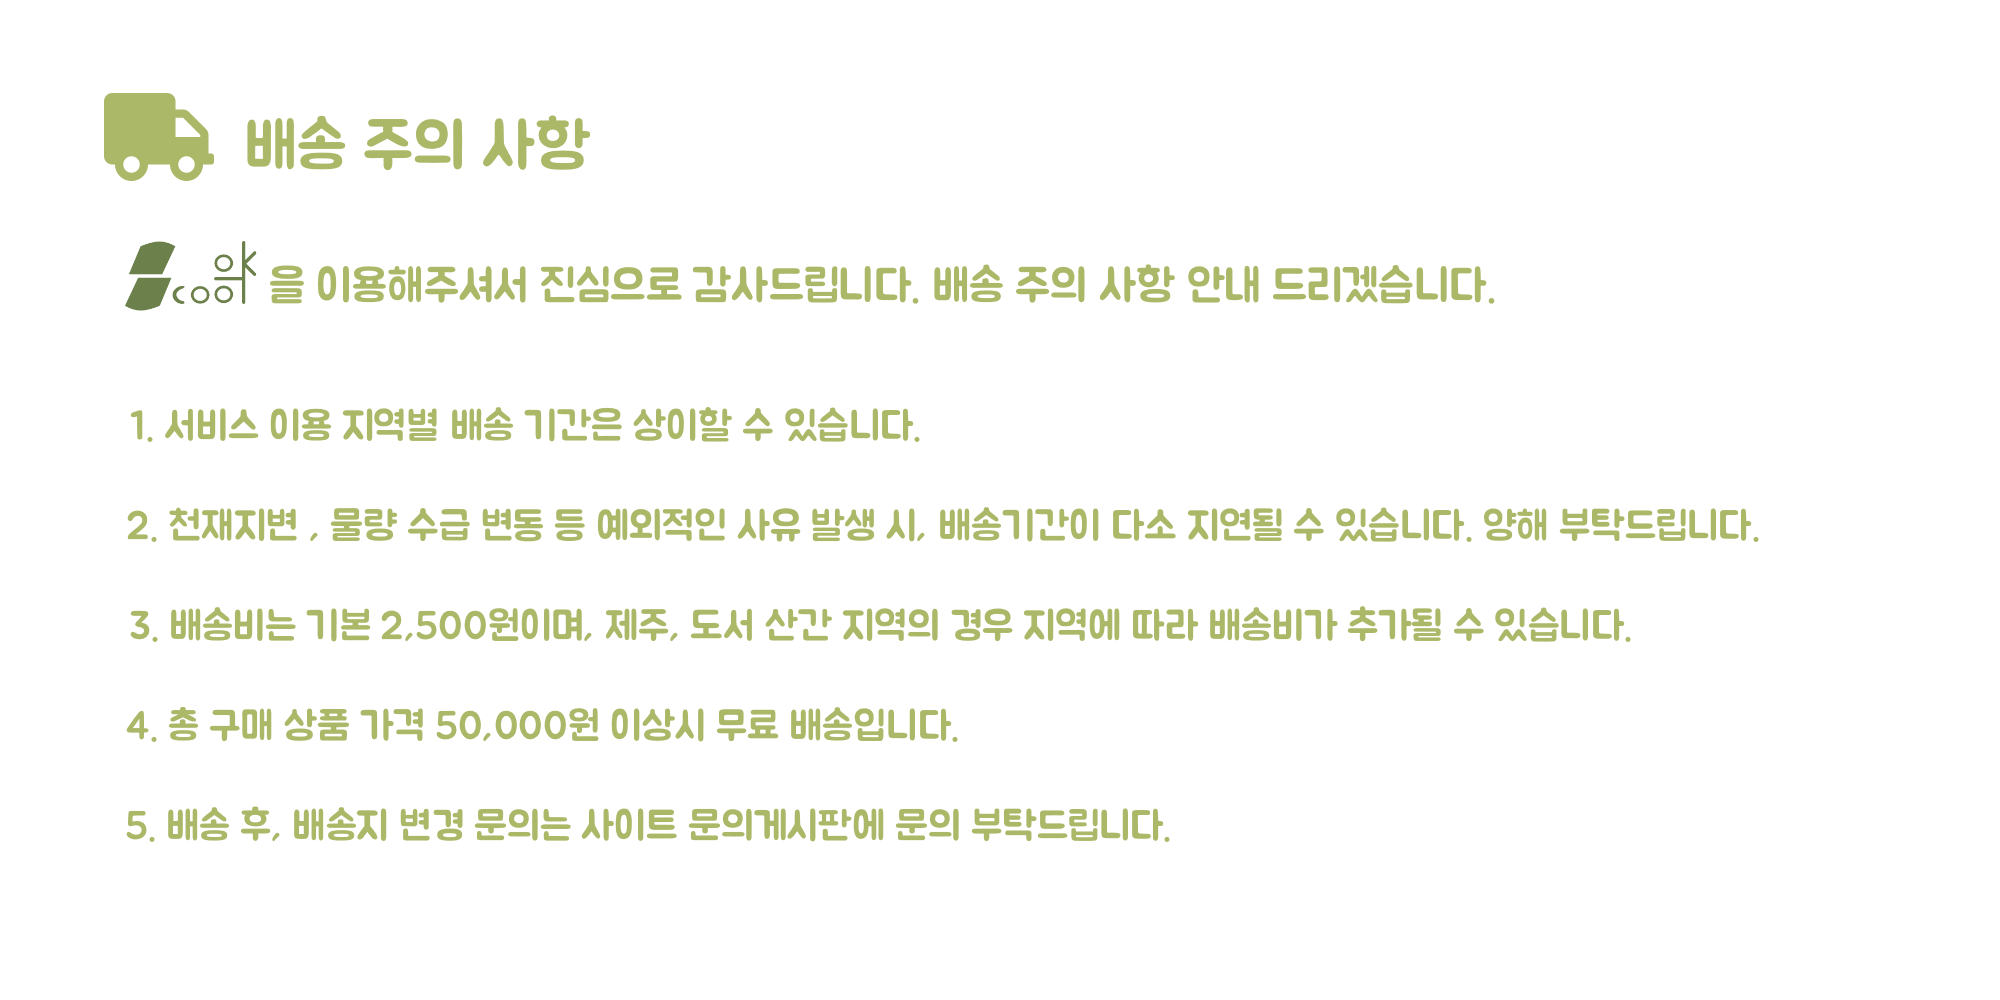 배송 주의 사항
cook을 이용해주셔서 진심으로 감사드립니다. 배송 주의 사항 안내 드리겠습니다.
1. 서비스 이용 지역별 배송 기간은 상이할 수 있습니다.
2. 천재지변 , 물량 수급 변동 등 예외적인 사유 발생 시, 배송기간이 다소 지연될 수 있습니다. 양해 부탁드립니다.
3. 배송비는 기본 2,500원이며, 제주, 도서 산간 지역의 경우 지역에 따라 배송비가 추가될 수 있습니다.
4. 총 구매 상품 가격 50,000원 이상시 무료 배송입니다.
5. 배송 후, 배송지 변경 문의는 사이트 문의게시판에 문의 부탁드립니다.